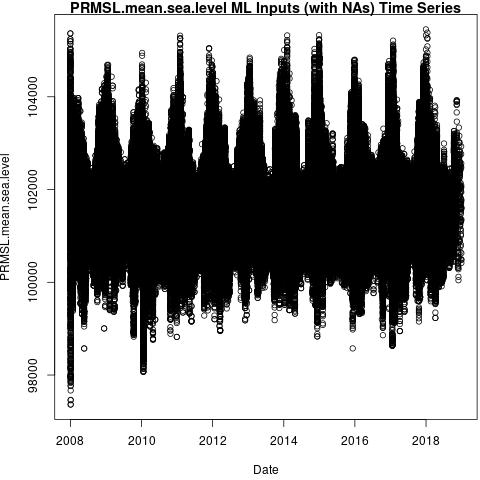 PRMSL.mean.sea.level ML Inputs (with NAs) Time Series
PRMSL.mean.sea.level
104000
102000
100000
98000
2008 2010 2012 2014 2016 2018
Date